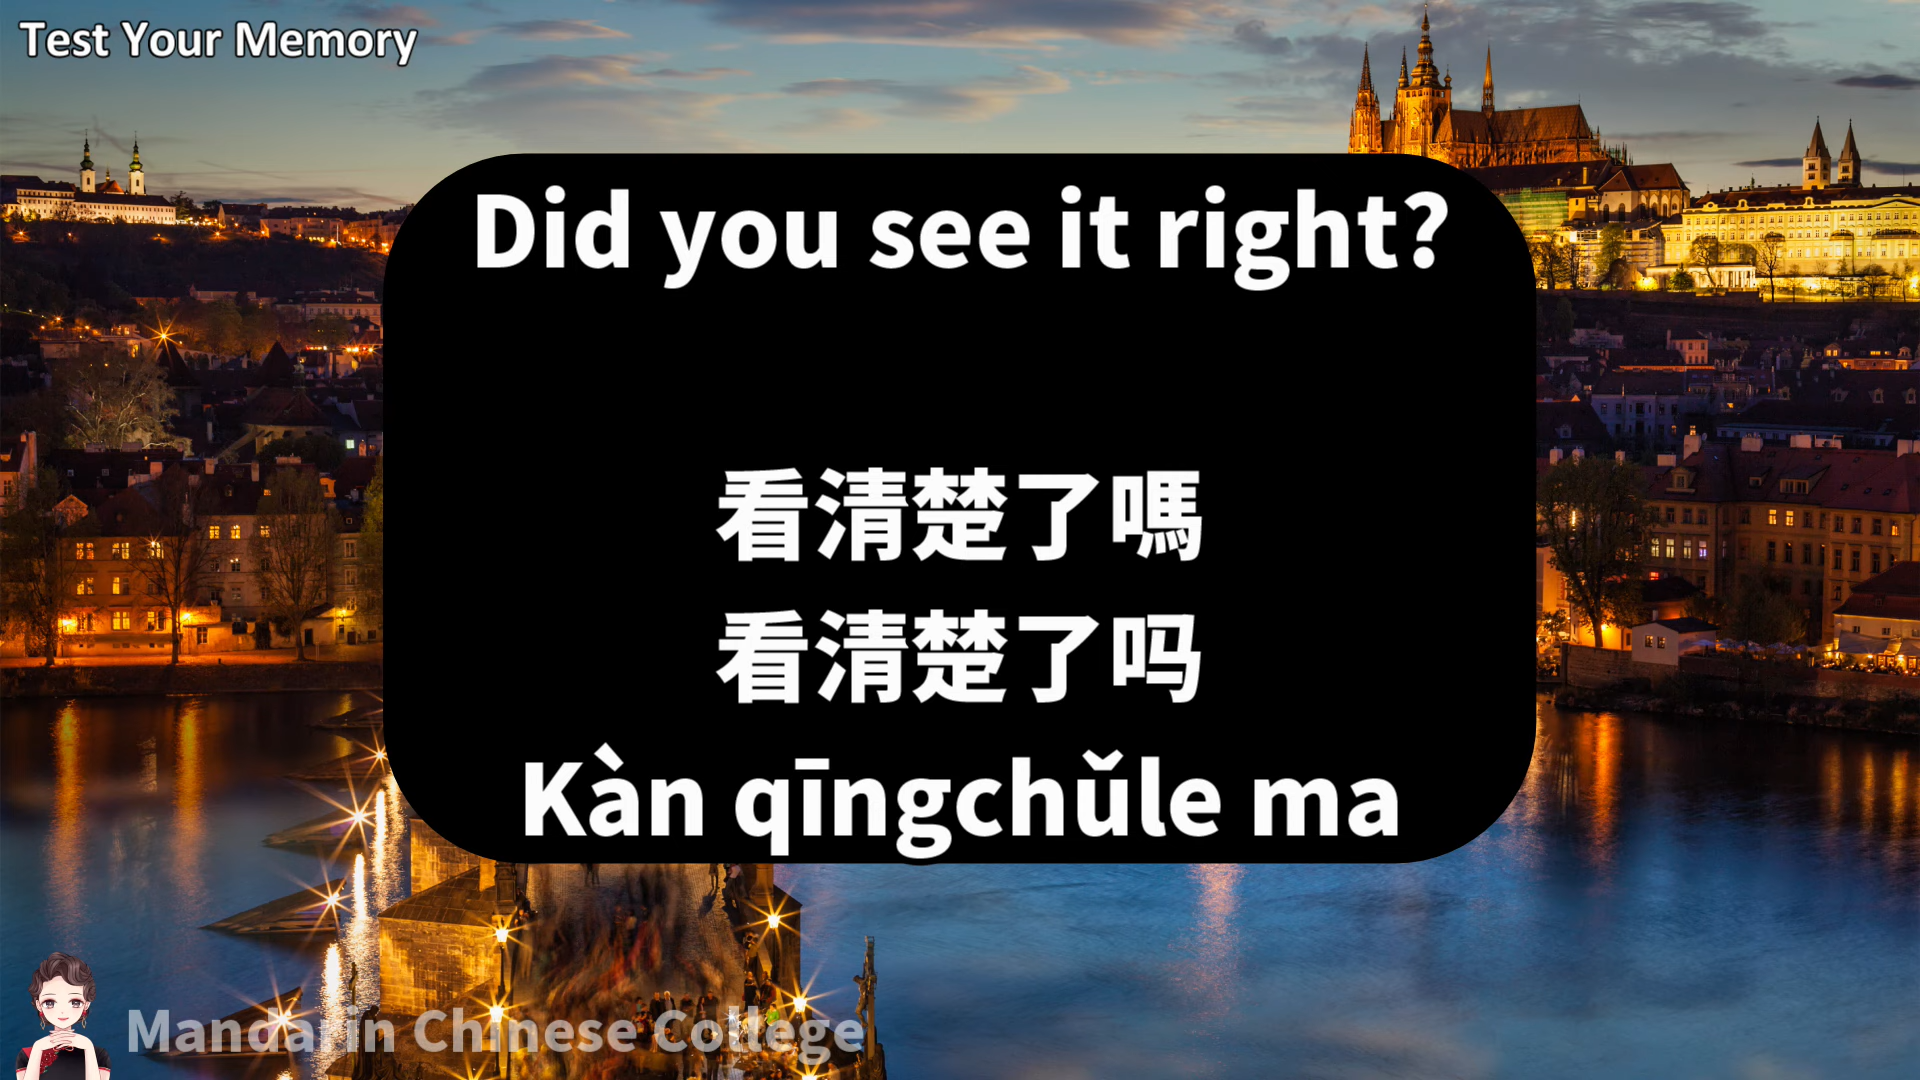 Test Your Memory
Did you see it right?
看清楚了嗎
看清楚了吗
Kàn qīngchǔle ma
Mandarin Chinese College